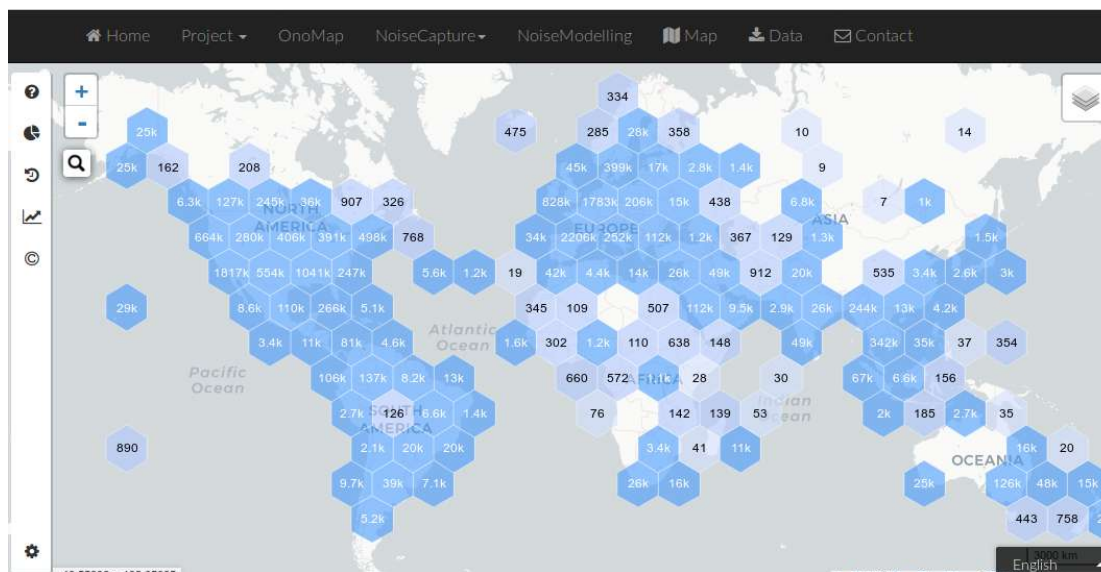 Home Project OnoMap NoiseCapture NoiseModelling Map Data Contact
+
-
334
25k 475 285 28k 358 10 14
25k 162 208 45k 399k 17k 2.8k 1.4k 9
6.3k 127k 245k 36k 907 326 828k 1783k 206k 15k 438 6.8k 7 1k
NORTH AMERICA EUROPE ASIA
664k 280k 406k 391k 498k 768 34k 2206k 252k 112k 1.2k 367 129 1.3k 1.5k
1817k 554k 1041k 247k 5.6k 1.2k 19 42k 4.4k 14k 26k 49k 912 20k 535 3.4k 2.6k 3k
29k 8.6k 110k 266k 5.1k 345 109 507 112k 9.5k 2.9k 26k 244k 13k 4.2k
Atlantic Ocean
3.4k 11k 81k 4.6k 1.6k 302 1.2k 110 638 148 49k 342k 35k 37 354
Pacific Ocean
106k 137k 8.2k 13k 660 572 28 30 67k 6.6k 156
AFRICA
Indian Ocean
2.7k 126 6.6k 1.4k 76 142 139 53 2k 185 2.7k 35
SOUTH AMERICA
890 2.1k 20k 20k 3.4k 41 11k 16k 20
OCEANIA
9.7k 39k 7.1k 26k 16k 25k 126k 48k 15k
5.2k 443 758
3000 km
English